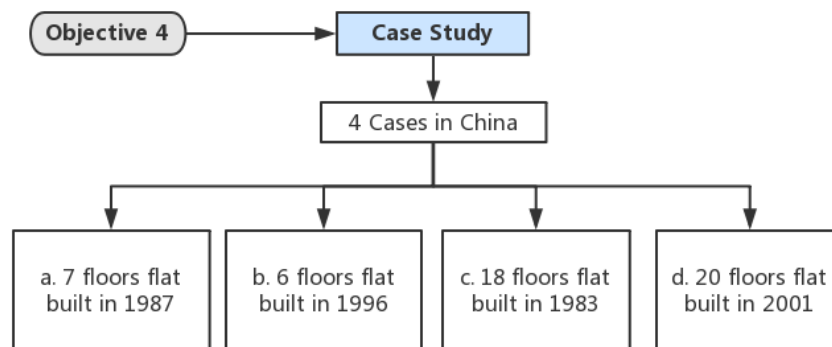 Objective 4
Case Study
4 Cases in China
a. 7 floors flat
built in 1987
b. 6 floors flat
built in 1996
c. 18 floors flat
built in 1983
d. 20 floors flat
built in 2001